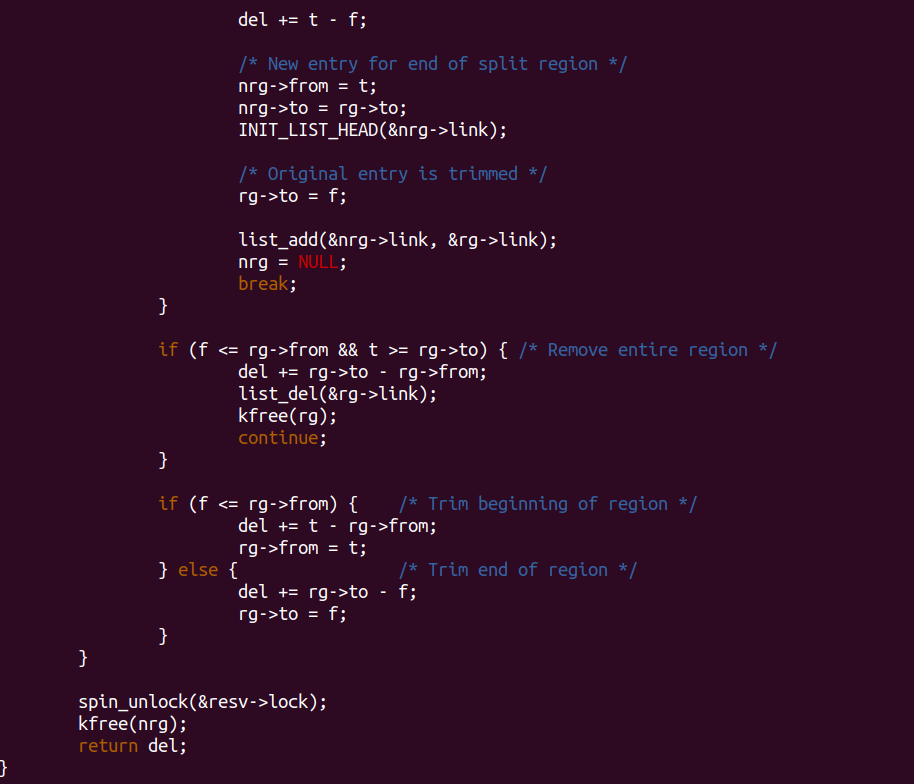 del += t - f;
/* New entry for end of split region */
nrg->from = t;
nrg->to = rg->to;
INIT_LIST_HEAD(&nrg->link);
/* Original entry is trimmed */
rg->to = f;
list_add(&nrg->link, &rg->link);
nrg = NULL;
break;
}
if (f <= rg->from && t >= rg->to) { /* Remove entire region */
del += rg->to - rg->from;
list_del(&rg->link);
kfree(rg);
continue;
}
if (f <= rg->from) { /* Trim beginning of region */
del += t - rg->from;
rg->from = t;
} else { /* Trim end of region */
del += rg->to - f;
rg->to = f;
}
}
spin_unlock(&resv->lock);
kfree(nrg);
return del;
}